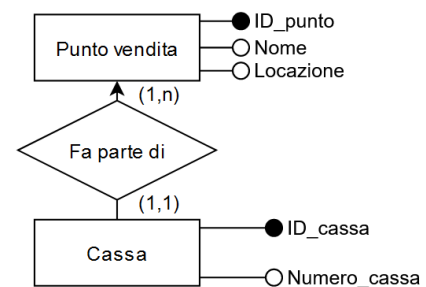 ID_punto
Punto vendita
Nome
Locazione
(1,n)
Fa parte di
(1,1)
ID_cassa
Cassa
Numero_cassa